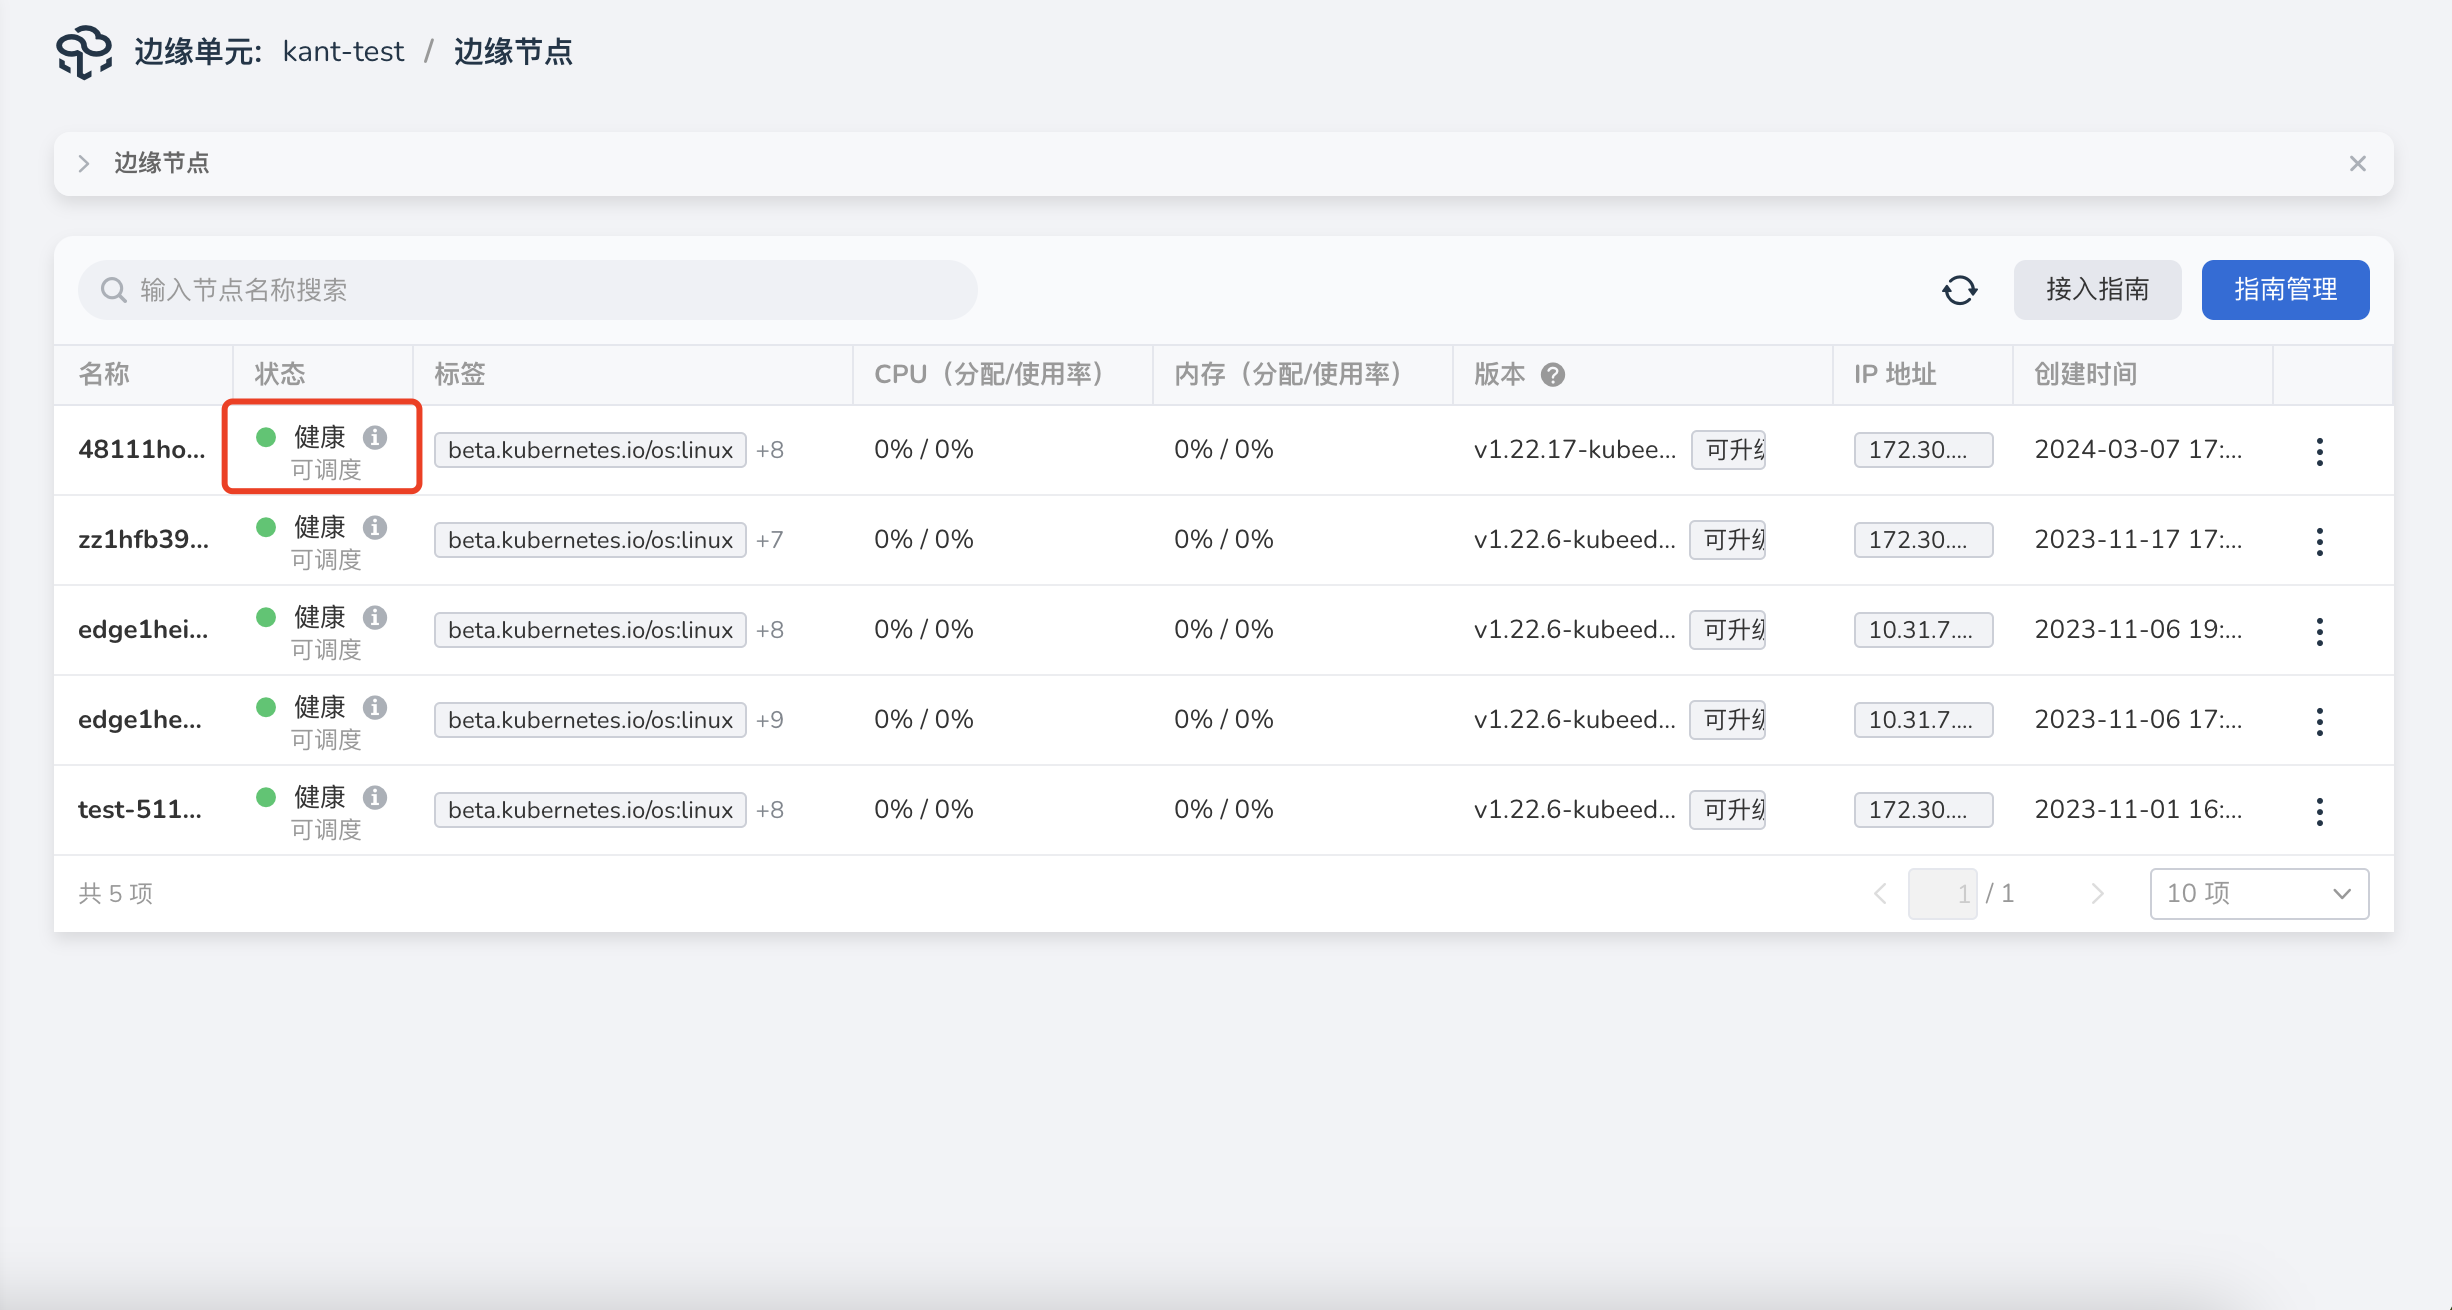 边缘单元: kant-test / 边缘节点
边缘节点
输入节点名称搜索
接入指南
指南管理
名称 状态 标签 CPU（分配/使用率） 内存（分配/使用率） 版本 IP 地址 创建时间
48111ho... 健康 可调度 beta.kubernetes.io/os:linux +8 0% / 0% 0% / 0% v1.22.17-kubee... 可升级 172.30.... 2024-03-07 17:...
zz1hfb39... 健康 可调度 beta.kubernetes.io/os:linux +7 0% / 0% 0% / 0% v1.22.6-kubeed... 可升级 172.30.... 2023-11-17 17:...
edge1hei... 健康 可调度 beta.kubernetes.io/os:linux +8 0% / 0% 0% / 0% v1.22.6-kubeed... 可升级 10.31.7.... 2023-11-06 19:...
edge1he... 健康 可调度 beta.kubernetes.io/os:linux +9 0% / 0% 0% / 0% v1.22.6-kubeed... 可升级 10.31.7.... 2023-11-06 17:...
test-511... 健康 可调度 beta.kubernetes.io/os:linux +8 0% / 0% 0% / 0% v1.22.6-kubeed... 可升级 172.30.... 2023-11-01 16:...
共 5 项 1 / 1 10 项